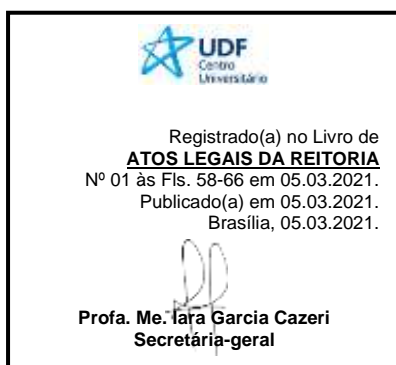 UDF
Centro
Universitário
Registrado(a) no Livro de
ATOS LEGAIS DA REITORIA
Nº 01 às Fls. 58-66 em 05.03.2021.
Publicado(a) em 05.03.2021.
Brasília, 05.03.2021.
Profa. Me. Iara Garcia Cazeri
Secretária-geral